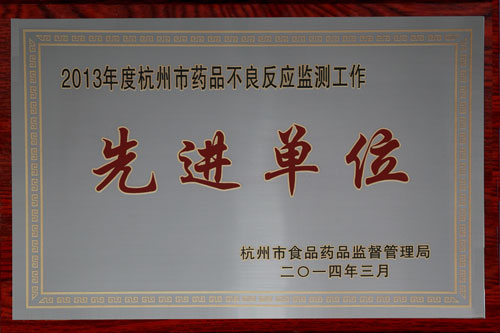 2013年度杭州市药品不良反应监测工作
先进单位
杭州市食品药品监督管理局
二〇一四年三月